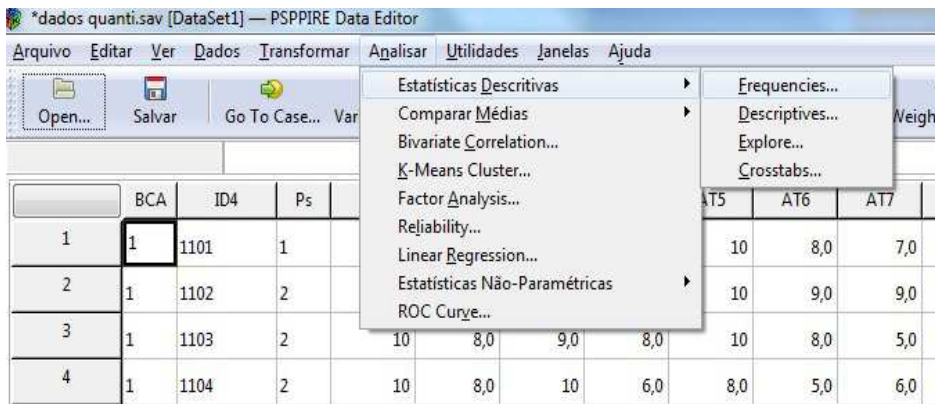 *dados quanti.sav [DataSet1] — PSPPIRE Data Editor
Arquivo Editar Ver Dados Transformar Analisar Utilidades Janelas Ajuda
Open... Salvar Go To Case...
Estatísticas Descritivas
Comparar Médias
Bivariate Correlation...
K-Means Cluster...
Factor Analysis...
Reliability...
Linear Regression...
Estatísticas Não-Paramétricas
ROC Curve...
Frequencies...
Descriptives...
Explore...
Crosstabs...
BCA ID4 Ps AT5 AT6 AT7
1 1 1101 1 10 8,0 7,0
2 1 1102 2 10 9,0 9,0
3 1 1103 2 10 8,0 9,0 8,0 10 8,0 5,0
4 1 1104 2 10 8,0 10 6,0 8,0 5,0 6,0